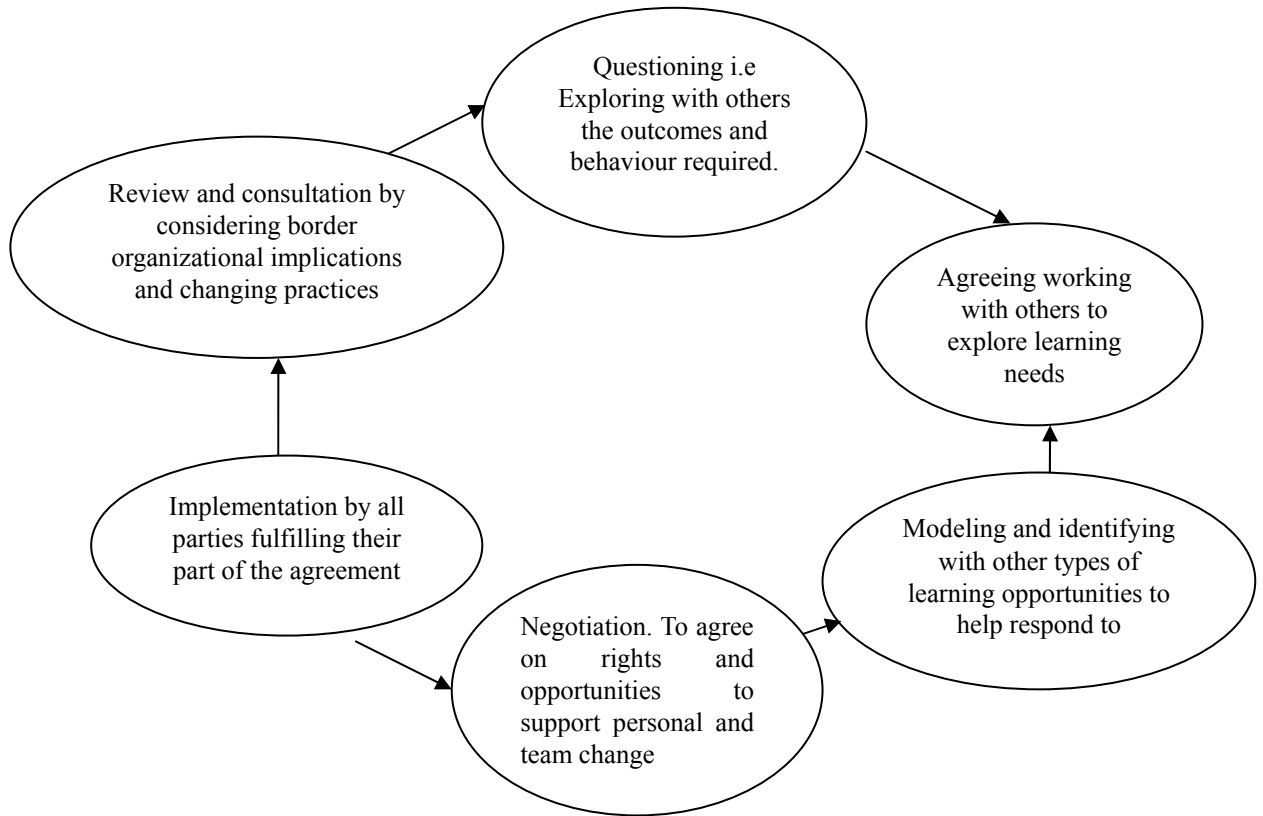 Questioning i.e
Exploring with others
the outcomes and
behaviour required.
Review and consultation by
considering border
organizational implications
and changing practices
Agreeing working
with others to
explore learning
needs
Implementation by all
parties fulfilling their
part of the agreement
Modeling and identifying
with other types of
learning opportunities to
help respond to
Negotiation. To agree
on rights and
opportunities to
support personal and
team change